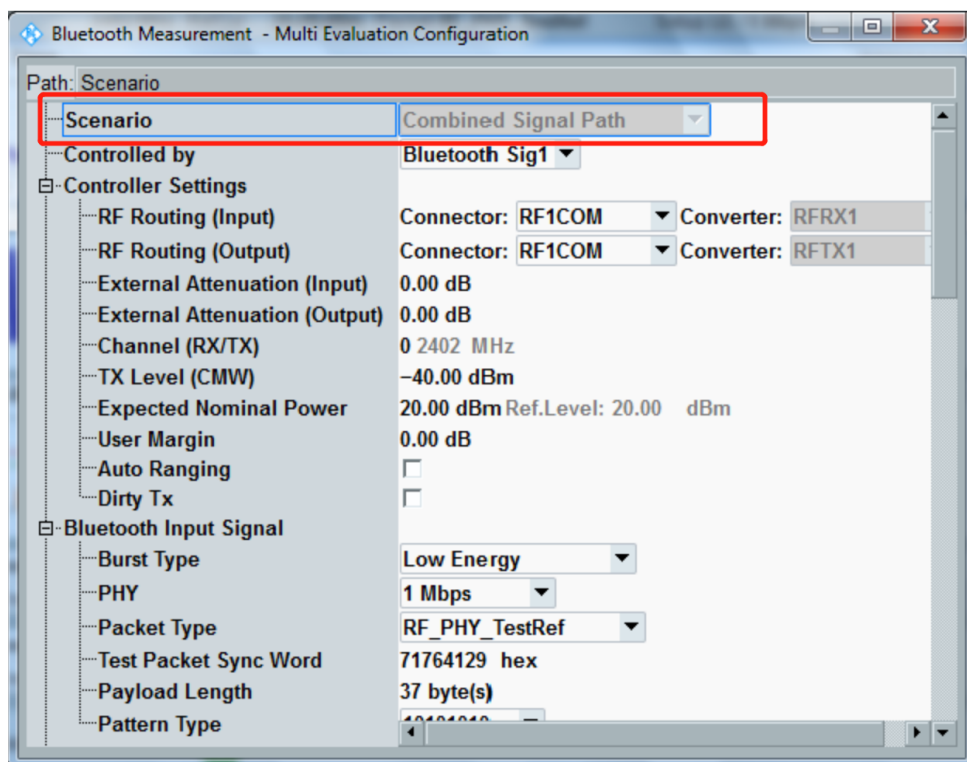 Bluetooth Measurement - Multi Evaluation Configuration
Path: Scenario
Scenario Combined Signal Path
Controlled by Bluetooth Sig1
Controller Settings
RF Routing (Input) Connector: RF1COM Converter: RFRX1
RF Routing (Output) Connector: RF1COM Converter: RFTX1
External Attenuation (Input) 0.00 dB
External Attenuation (Output) 0.00 dB
Channel (RX/TX) 0 2402 MHz
TX Level (CMW) −40.00 dBm
Expected Nominal Power 20.00 dBm Ref.Level: 20.00 dBm
User Margin 0.00 dB
Auto Ranging
Dirty Tx
Bluetooth Input Signal
Burst Type Low Energy
PHY 1 Mbps
Packet Type RF_PHY_TestRef
Test Packet Sync Word 71764129 hex
Payload Length 37 byte(s)
Pattern Type